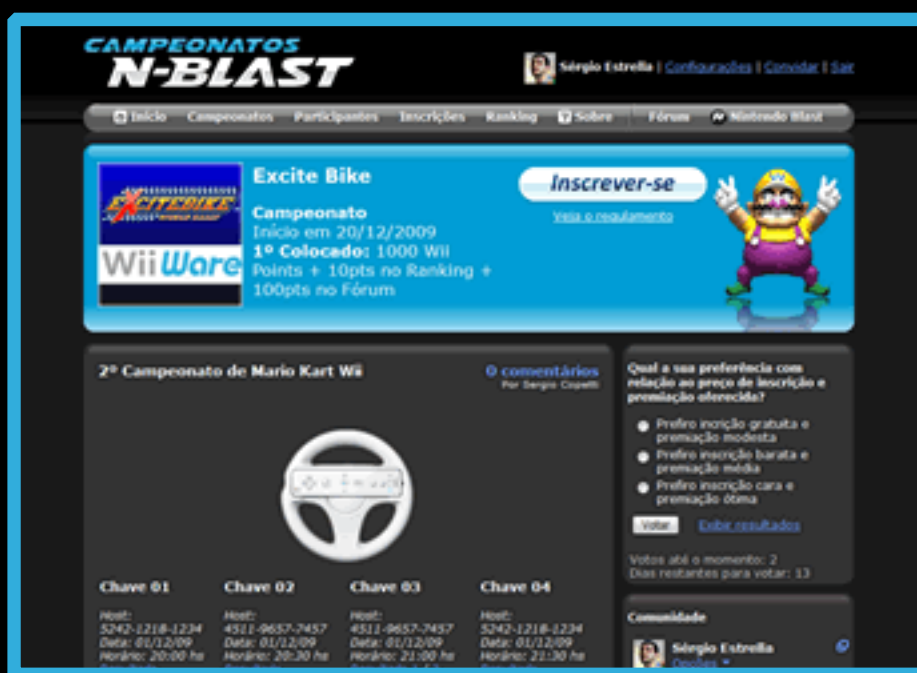 CAMPEONATOS
N-BLAST
Sérgio Estrella | Configurações | Convidar | Sair
Início Campeonatos Participantes Inscrições Ranking Sobre Fórum Nintendo Blast
EXCITEBIKE
WORLD RALLY
WiiWare
Excite Bike
Campeonato
Início em 20/12/2009
1º Colocado: 1000 Wii
Points + 10pts no Ranking +
100pts no Fórum
Inscrever-se
Veja o regulamento
2º Campeonato de Mario Kart Wii
0 comentários
Por Sergio Copetti
Chave 01 Chave 02 Chave 03 Chave 04
Host: Host: Host: Host:
5242-1218-1234 4511-9657-7457 4511-9657-7457 5242-1218-1234
Data: 01/12/09 Data: 01/12/09 Data: 01/12/09 Data: 01/12/09
Horário: 20:00 hs Horário: 20:30 hs Horário: 21:00 hs Horário: 21:30 hs
Qual a sua preferência com
relação ao preço de inscrição e
premiação oferecida?
Prefiro incrição gratuita e
premiação modesta
Prefiro inscrição barata e
premiação média
Prefiro inscrição cara e
premiação ótima
Votar Exibir resultados
Votos até o momento: 2
Dias restantes para votar: 13
Comunidade
Sérgio Estrella
Opções